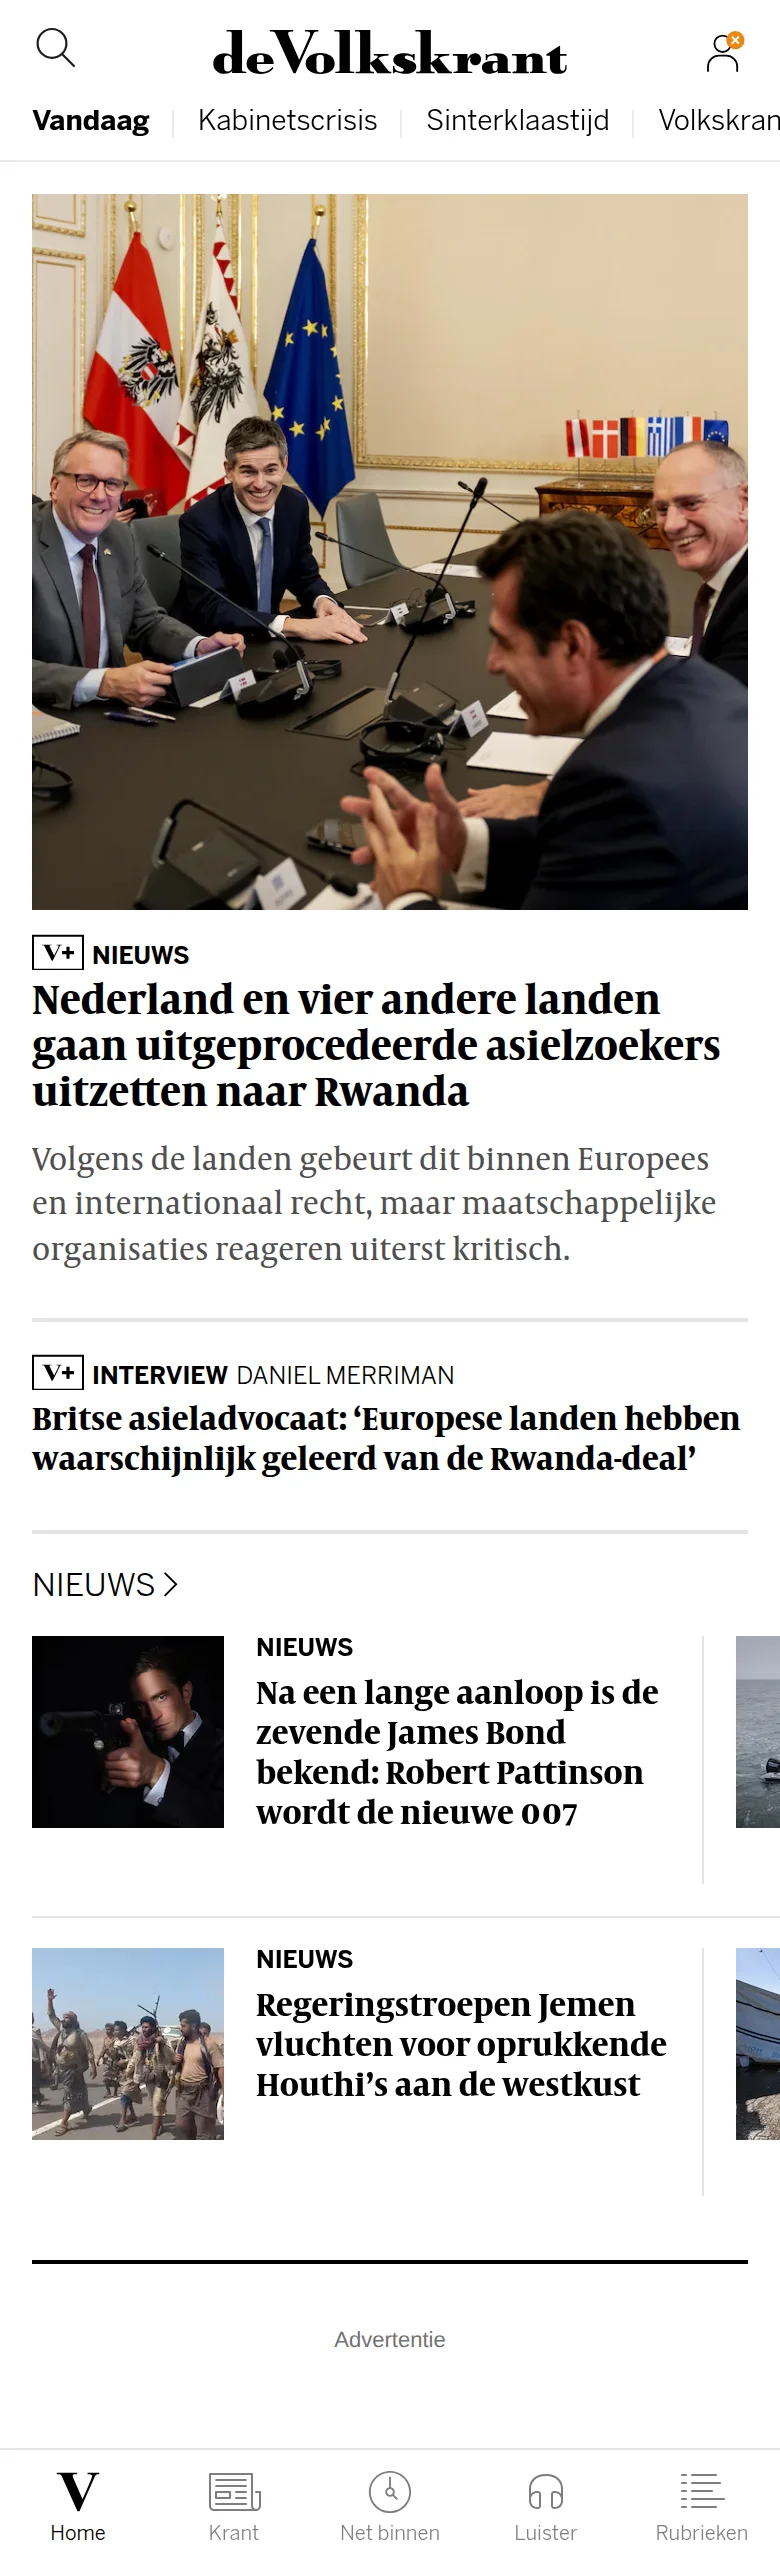 de Volkskrant
Vandaag Kabinetscrisis Sinterklaastijd Volkskran
V+ NIEUWS
Nederland en vier andere landen
gaan uitgeprocedeerde asielzoekers
uitzetten naar Rwanda
Volgens de landen gebeurt dit binnen Europees
en internationaal recht, maar maatschappelijke
organisaties reageren uiterst kritisch.
V+ INTERVIEW DANIEL MERRIMAN
Britse asieladvocaat: ‘Europese landen hebben
waarschijnlijk geleerd van de Rwanda-deal’
NIEUWS
NIEUWS
Na een lange aanloop is de
zevende James Bond
bekend: Robert Pattinson
wordt de nieuwe 007
NIEUWS
Regeringstroepen Jemen
vluchten voor oprukkende
Houthi’s aan de westkust
Advertentie
V
Home Krant Net binnen Luister Rubrieken